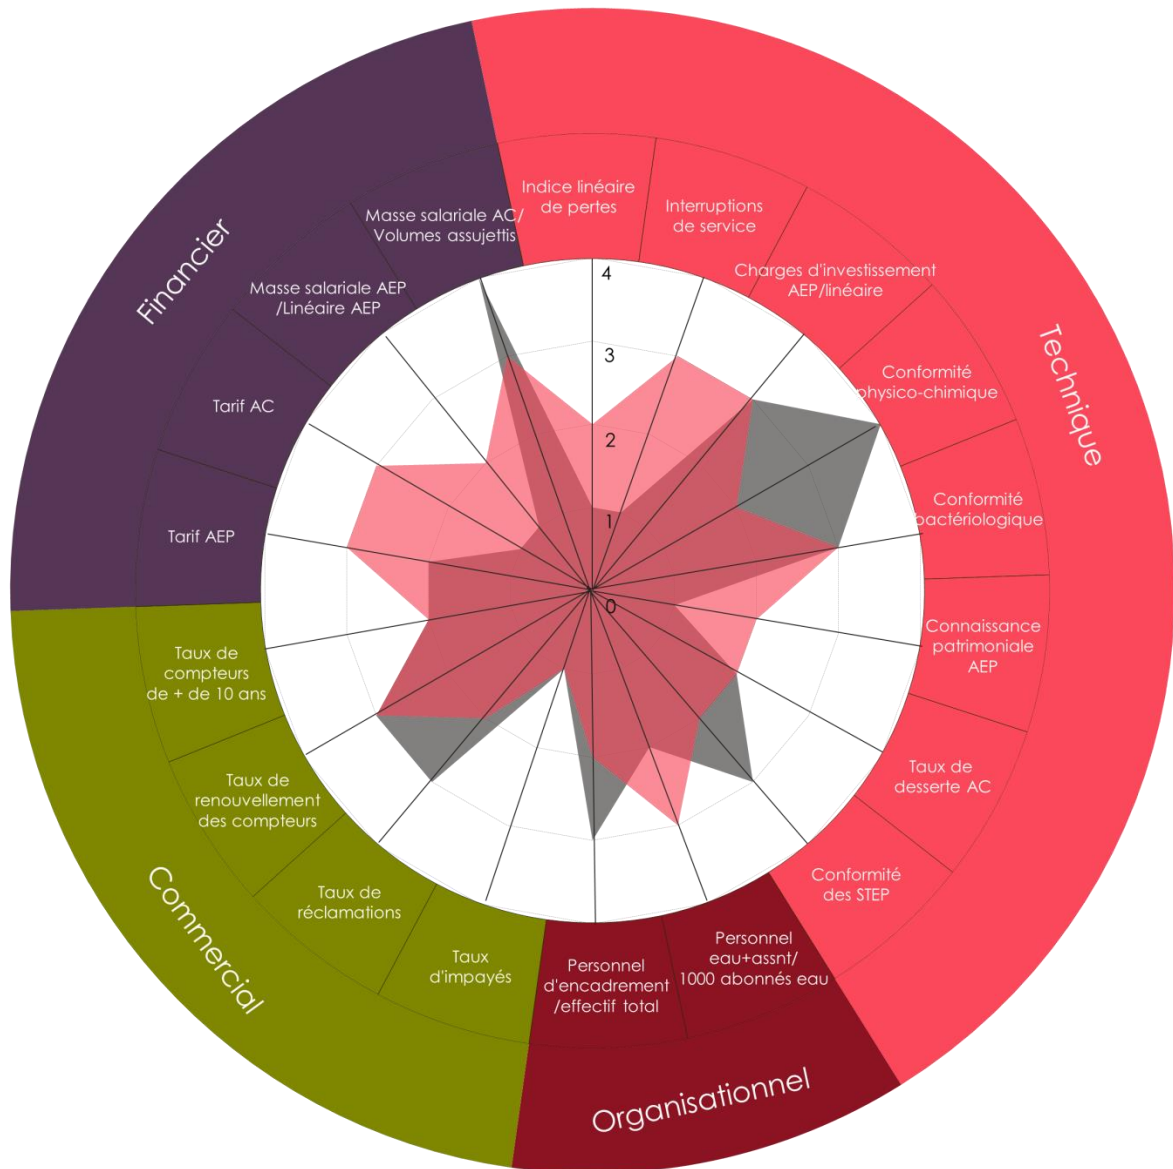 Financier
Masse salariale AC/
Volumes assujettis
Masse salariale AEP
/Linéaire AEP
Tarif AC
Tarif AEP
Technique
Indice linéaire
de pertes
Interruptions
de service
Charges d'investissement
AEP/linéaire
Conformité
physico-chimique
Conformité
bactériologique
Connaissance
patrimoniale
AEP
Taux de
desserte AC
Conformité
des STEP
4
3
2
1
0
Taux de
compteurs
de + de 10 ans
Taux de
renouvellement
des compteurs
Taux de
réclamations
Taux
d'impayés
Commercial
Personnel
d'encadrement
/effectif total
Personnel
eau+assnt/
1000 abonnés eau
Organisationnel